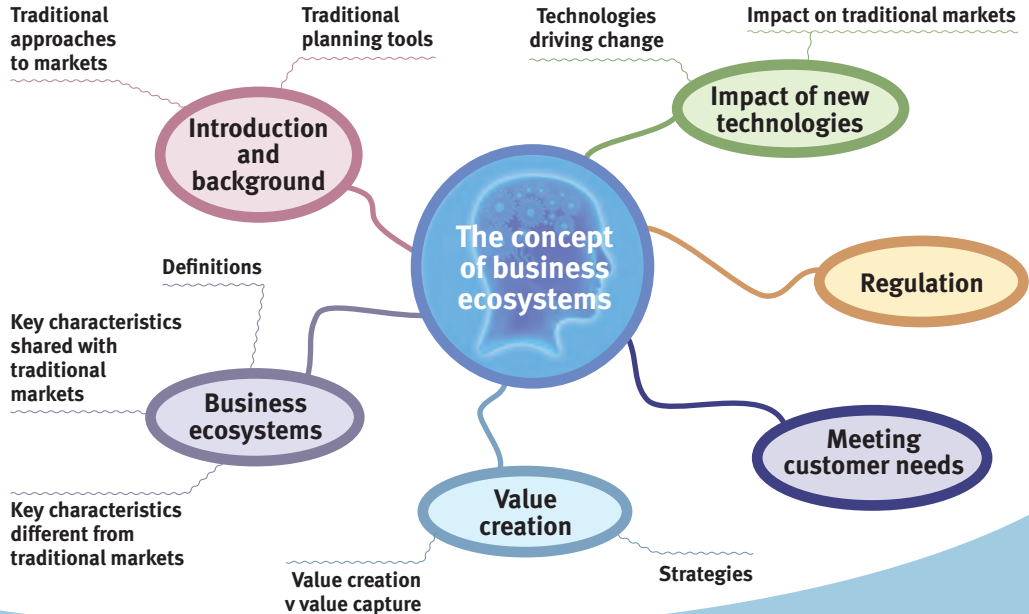 Traditional
approaches
to markets
Traditional
planning tools
Introduction
and
background
Technologies
driving change
Impact on traditional markets
Impact of new
technologies
The concept
of business
ecosystems
Regulation
Definitions
Key characteristics
shared with
traditional
markets
Business
ecosystems
Key characteristics
different from
traditional markets
Meeting
customer needs
Value
creation
Value creation
v value capture
Strategies